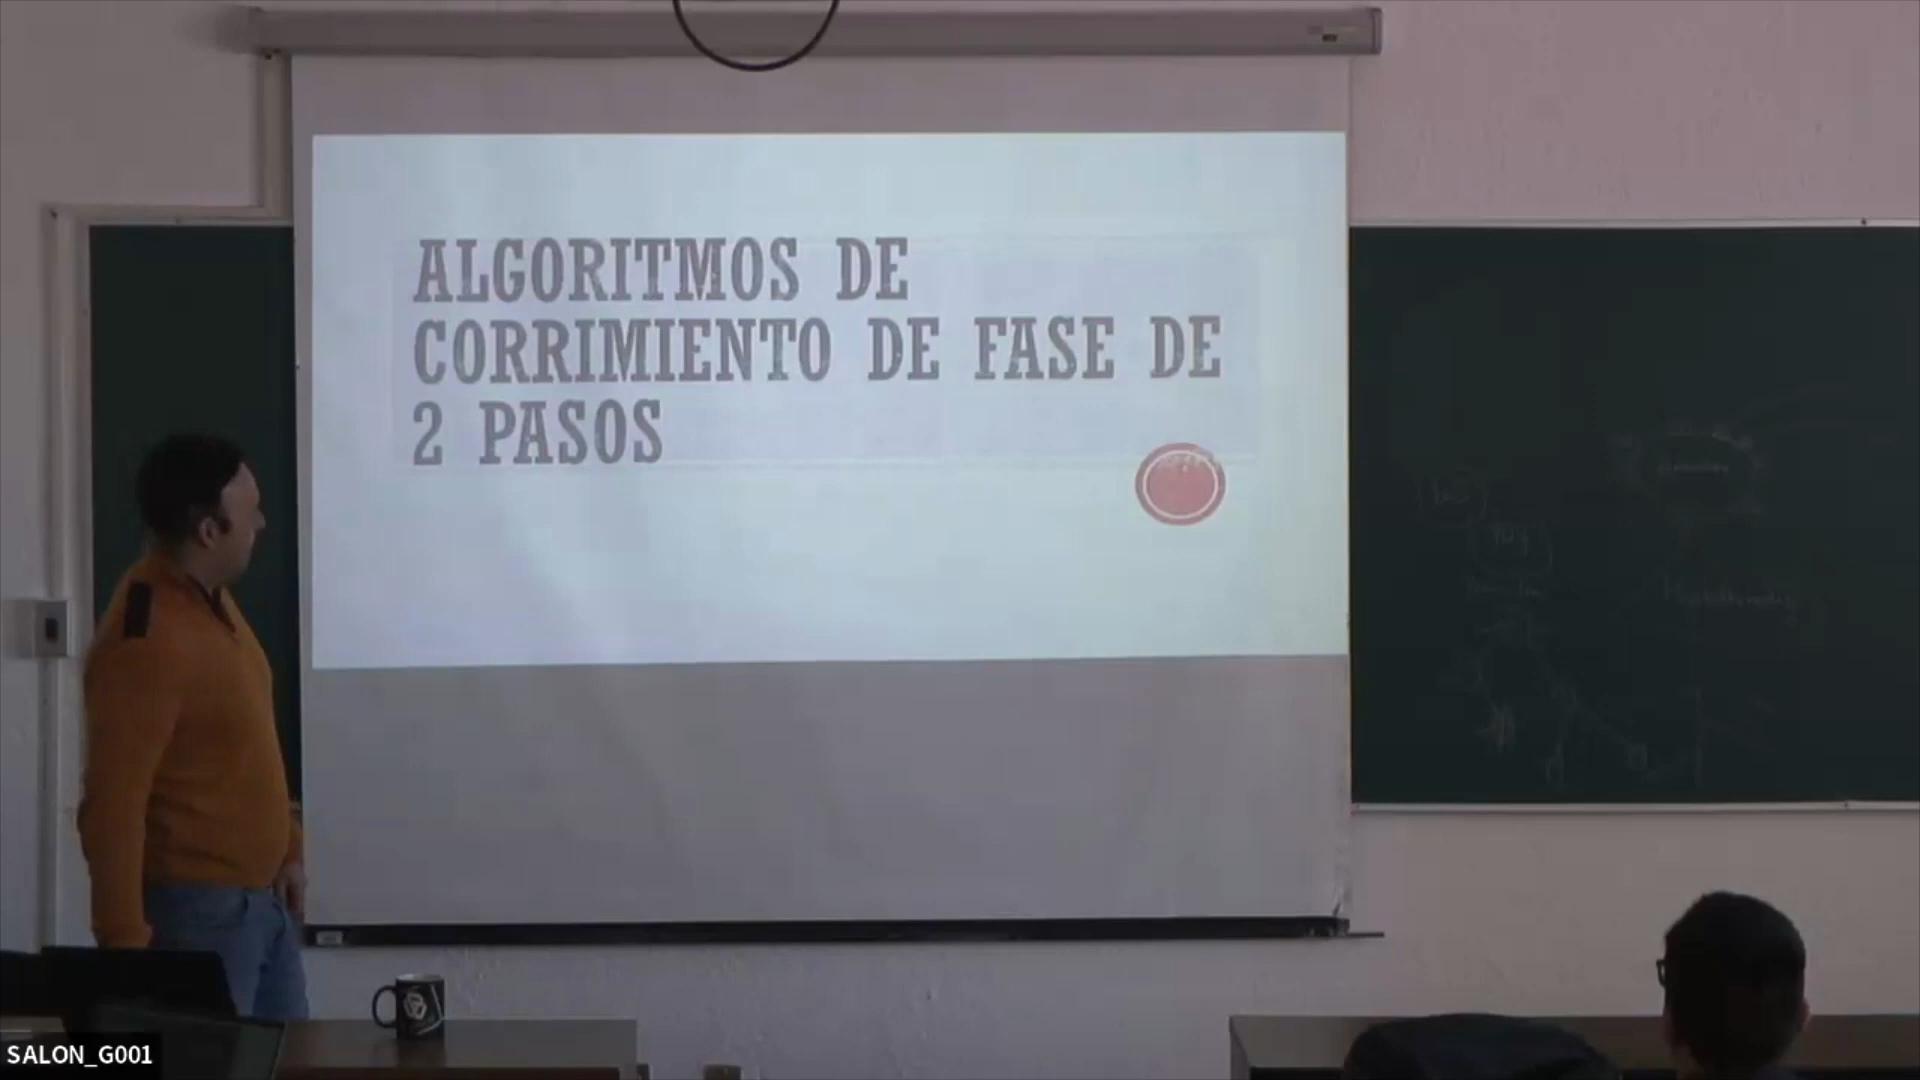 ALGORITMOS DE
CORRIMIENTO DE FASE DE
2 PASOS
SALON_G001